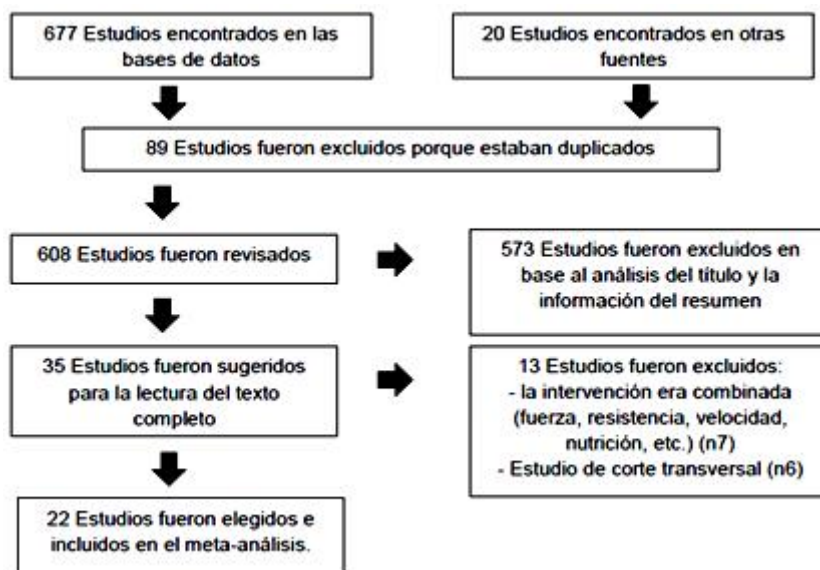 677 Estudios encontrados en las
bases de datos
20 Estudios encontrados en otras
fuentes
89 Estudios fueron excluidos porque estaban duplicados
608 Estudios fueron revisados
573 Estudios fueron excluidos en
base al análisis del título y la
información del resumen
35 Estudios fueron sugeridos
para la lectura del texto
completo
13 Estudios fueron excluidos:
- la intervención era combinada
(fuerza, resistencia, velocidad,
nutrición, etc.) (n7)
- Estudio de corte transversal (n6)
22 Estudios fueron elegidos e
incluidos en el meta-análisis.